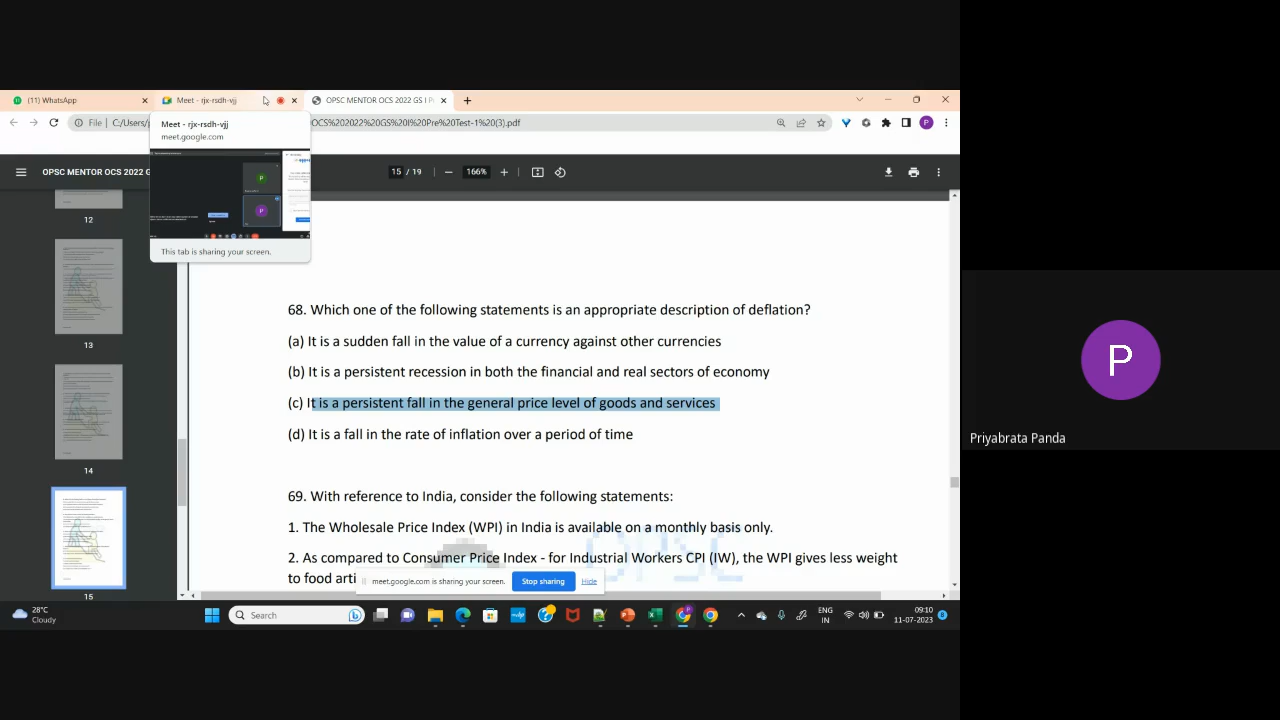 (11) WhatsApp
Meet - rjx-rsdh-vjj
OPSC MENTOR OCS 2022 GS I P
File
C:/Users/
OCS%202022%20GS%20I%20Pre Test-1%20(3).pdf
Meet - rjx-rsdh-vjj
meet.google.com
This tab is sharing your screen.
OPSC MENTOR OCS 2022 G
15 / 19
166%
12
13
14
15
68. Which one of the following statements is an appropriate description of deflation?
(a) It is a sudden fall in the value of a currency against other currencies
(b) It is a persistent recession in both the financial and real sectors of economy
(c) It is a persistent fall in the general price level of goods and services
(d) It is a fall in the rate of inflation over a period of time
69. With reference to India, consider the following statements:
1. The Wholesale Price Index (WPI) in India is available on a monthly basis only.
2. As compared to Consumer Price Index - for Industrial Workers CPI (IW), the WPI gives less weight
to food arti
meet.google.com is sharing your screen.
Stop sharing
Hide
P
Priyabrata Panda
28°C
Cloudy
Search
ENG
IN
09:10
11-07-2023